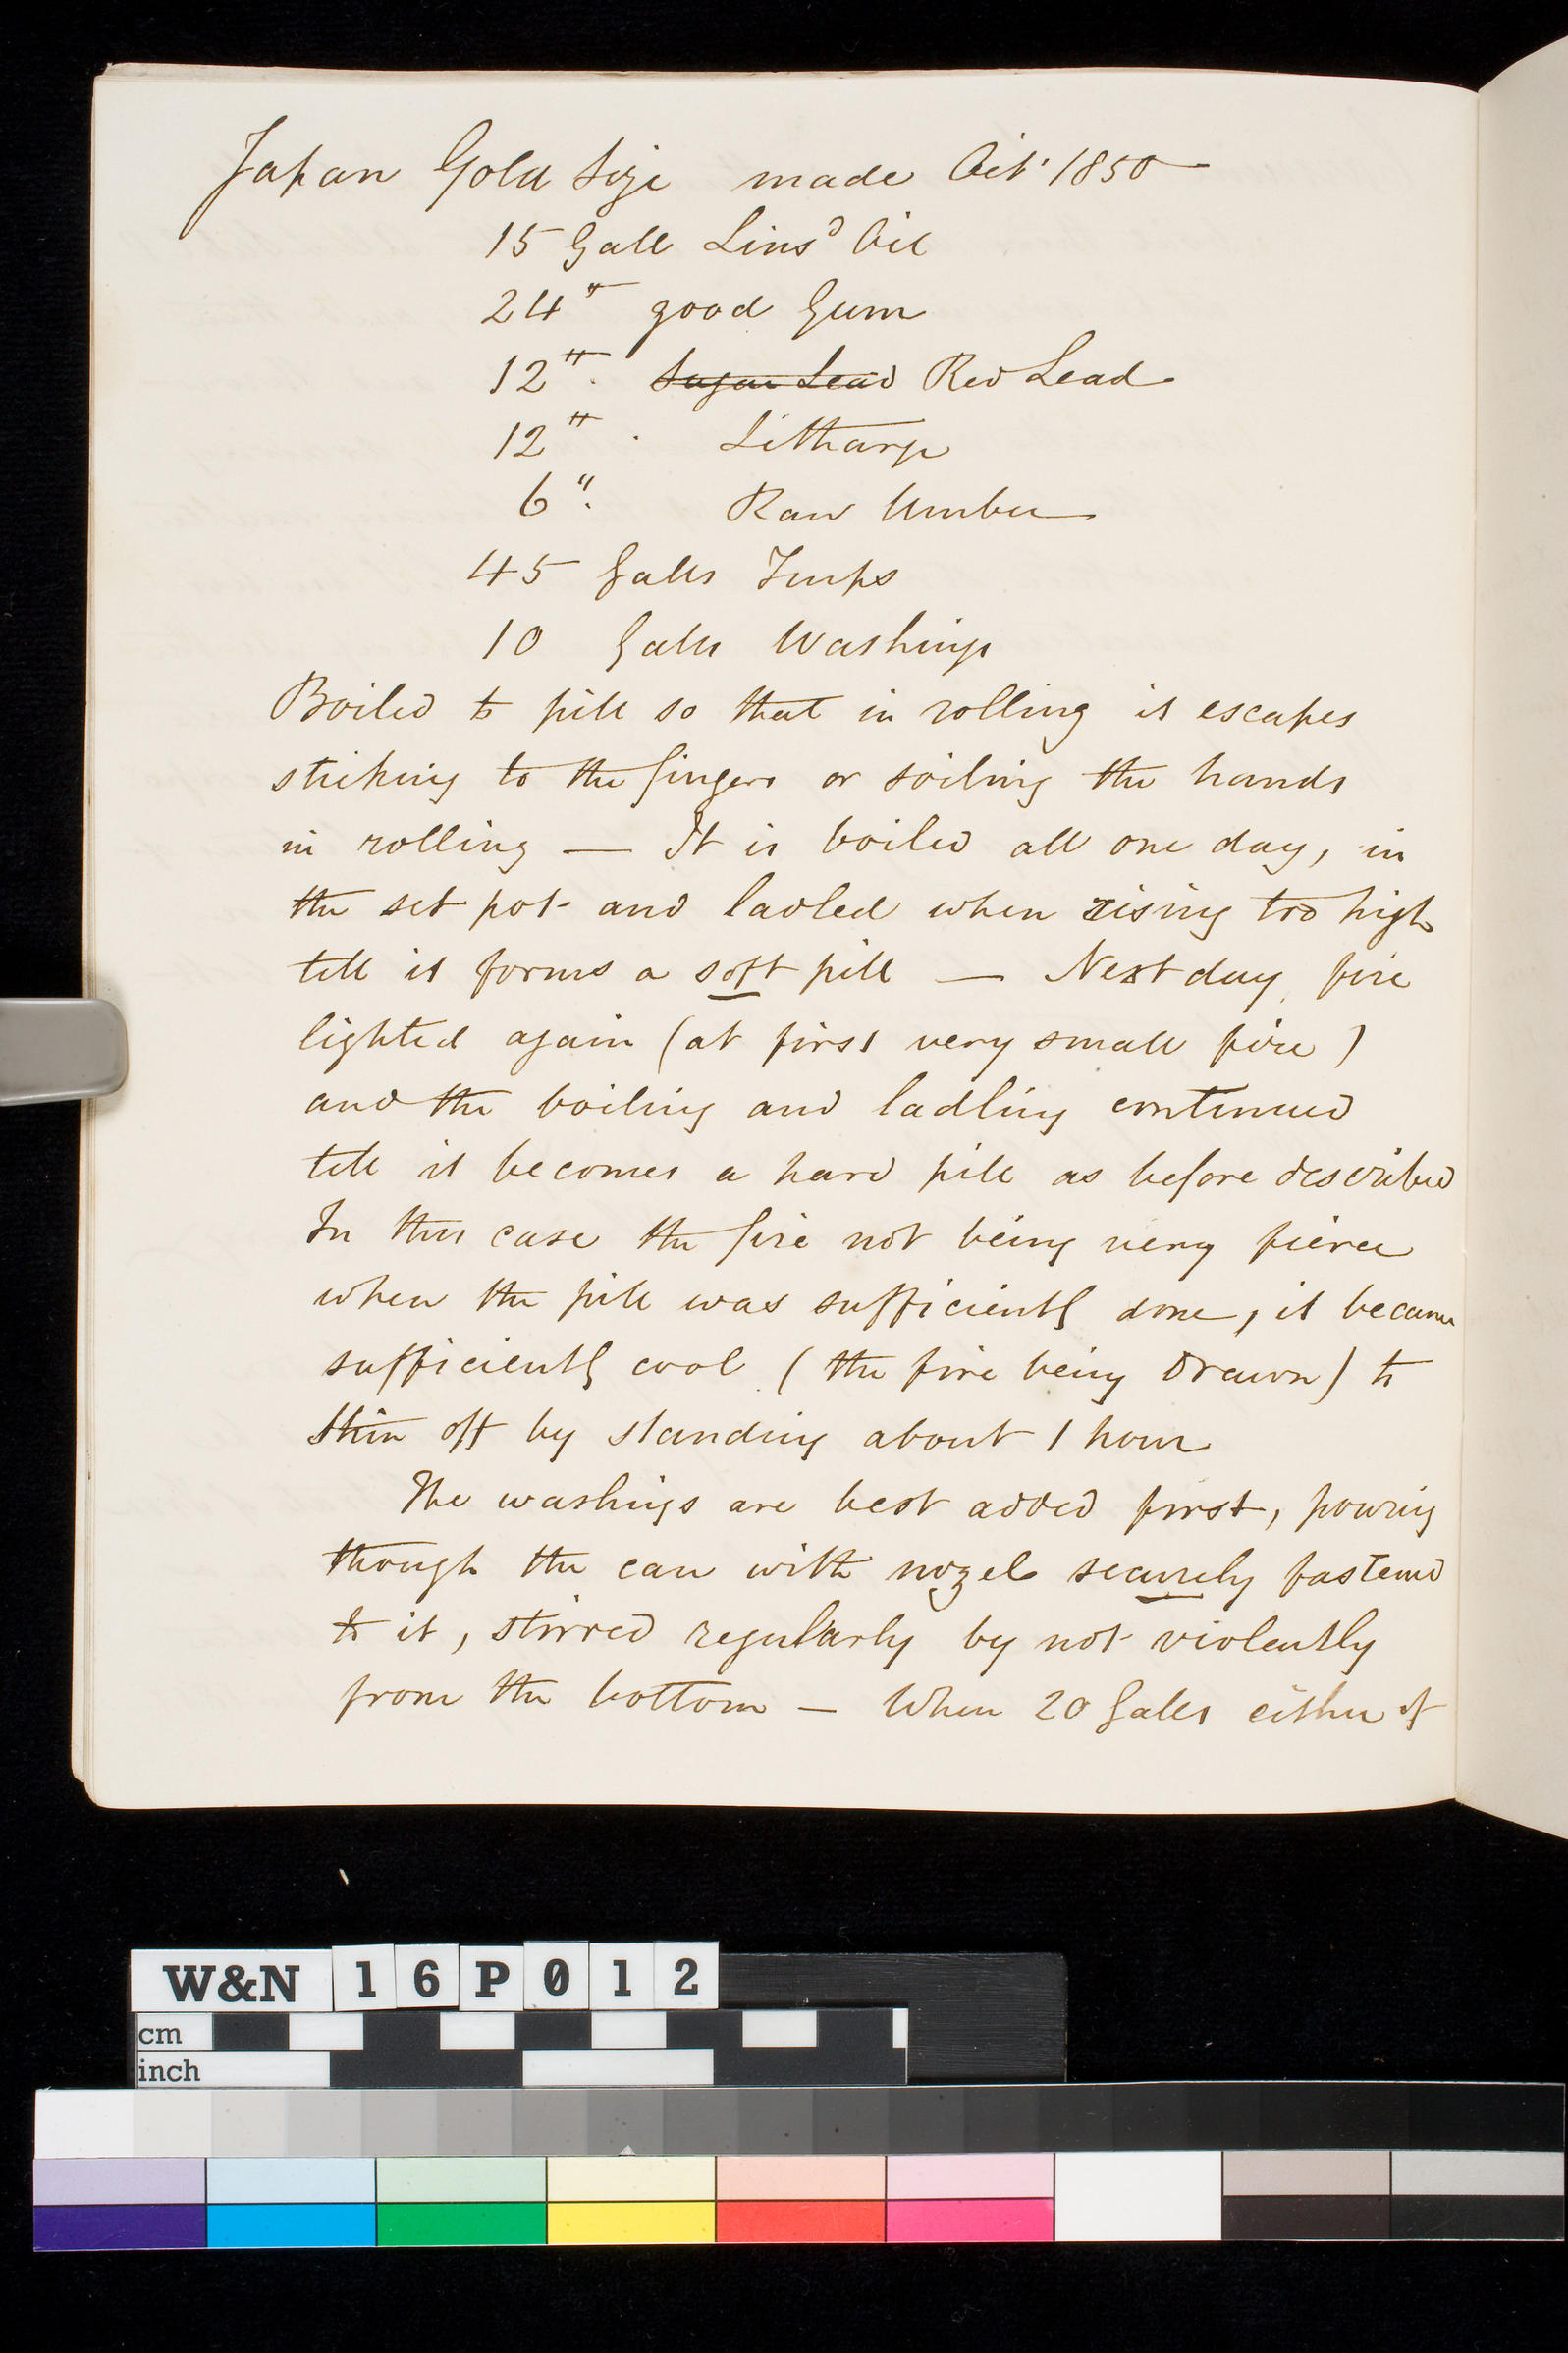 Japan Gold Size made Oct. 1850
15 Gall Linsd Oil
24 " good Gum
12 " . Sugar Lead Red Lead
12 " . Litharge
6 " . Raw Umber
45 Galls Turps
10 Galls Washings
Boiled to pill so that in rolling it escapes
sticking to the fingers or soiling the hands
in rolling — It is boiled all one day, in
the set pot and ladled when rising too high
till it forms a soft pill — Next day fire
lighted again (at first very small fire)
and the boiling and ladling continued
till it becomes a hard pill as before described
In this case the fire not being very fierce
when the pill was sufficiently done, it became
sufficiently cool (the fire being drawn) to
thin off by standing about 1 hour
The washings are best added first, pouring
though the can with nozel securely fastened
to it, stirred regularly by not violently
from the bottom — When 20 Galls either of
W&N 16P012
cm
inch